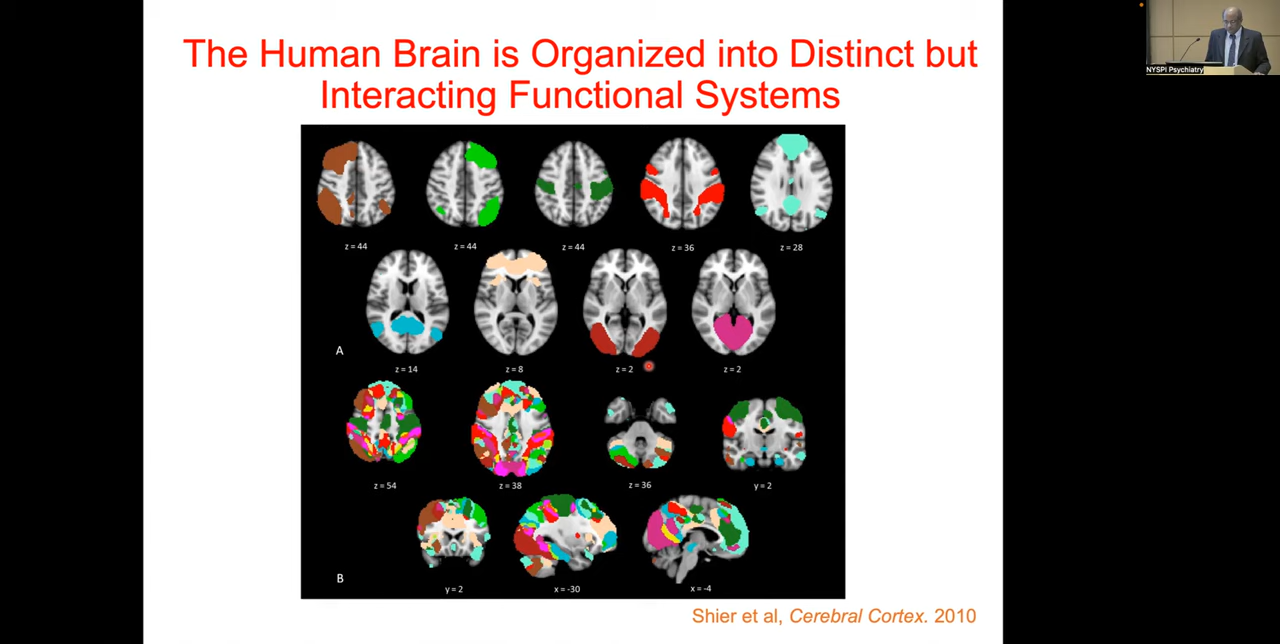 The Human Brain is Organized into Distinct but
Interacting Functional Systems
NYSPI Psychiatry
z = 44
z = 44
z = 44
z = 36
z = 28
A
z = 14
z = 8
z = 2
z = 2
z = 54
z = 38
z = 36
y = 2
B
y = 2
x = -30
x = -4
Shier et al, Cerebral Cortex. 2010